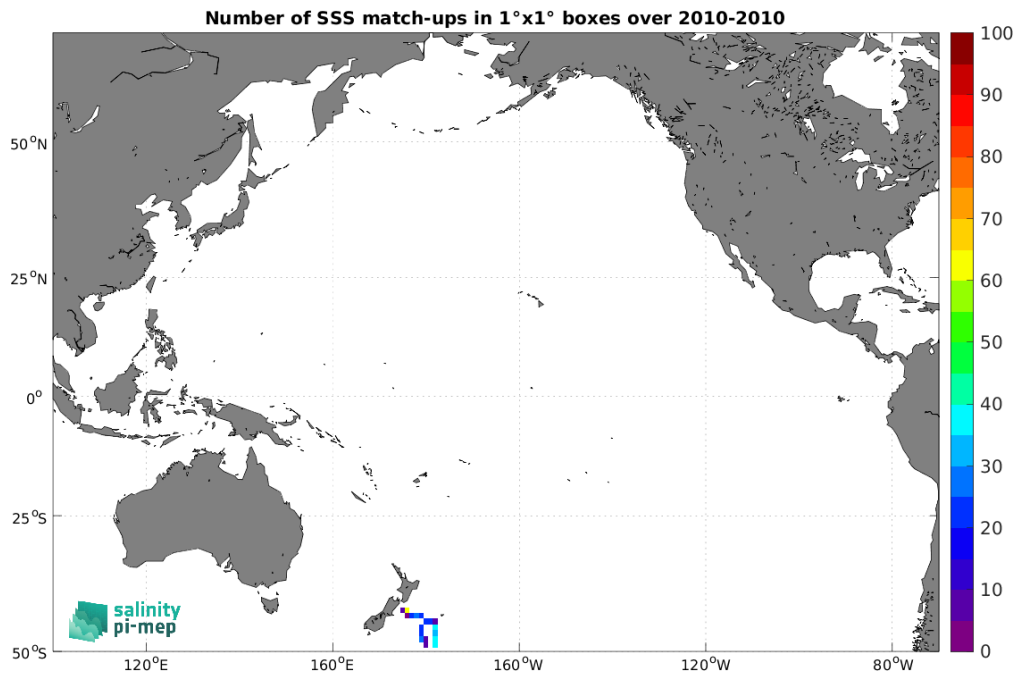 Number of SSS match-ups in 1°x1° boxes over 2010-2010
100
90
80
70
60
50
40
30
20
10
0
50°N
25°N
0°
25°S
50°S
120°E
160°E
160°W
120°W
80°W
salinity
pi-mep